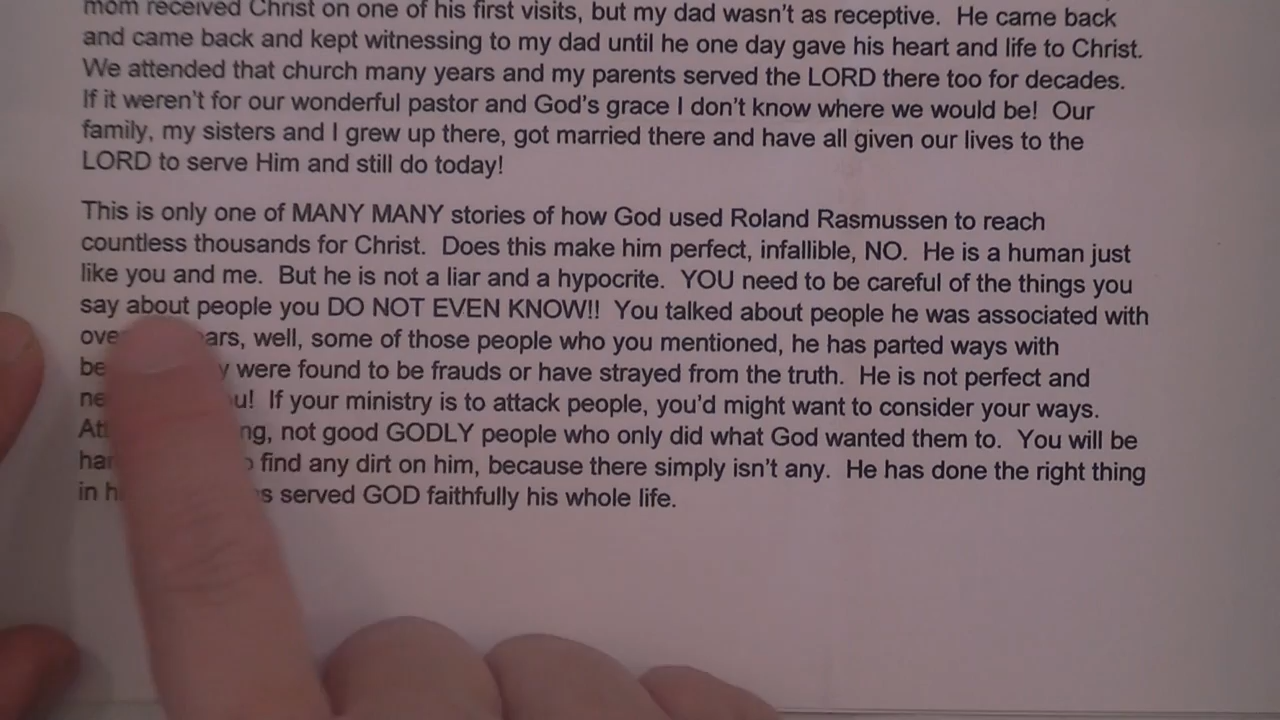 mom received Christ on one of his first visits, but my dad wasn't as receptive. He came back
and came back and kept witnessing to my dad until he one day gave his heart and life to Christ.
We attended that church many years and my parents served the LORD there too for decades.
If it weren't for our wonderful pastor and God's grace I don't know where we would be! Our
family, my sisters and I grew up there, got married there and have all given our lives to the
LORD to serve Him and still do today!
This is only one of MANY MANY stories of how God used Roland Rasmussen to reach
countless thousands for Christ. Does this make him perfect, infallible, NO. He is a human just
like you and me. But he is not a liar and a hypocrite. YOU need to be careful of the things you
say about people you DO NOT EVEN KNOW!! You talked about people he was associated with
well, some of those people who you mentioned, he has parted ways with
were found to be frauds or have strayed from the truth. He is not perfect and
If your ministry is to attack people, you'd might want to consider your ways.
not good GODLY people who only did what God wanted them to. You will be
find any dirt on him, because there simply isn't any. He has done the right thing
in served GOD faithfully his whole life.